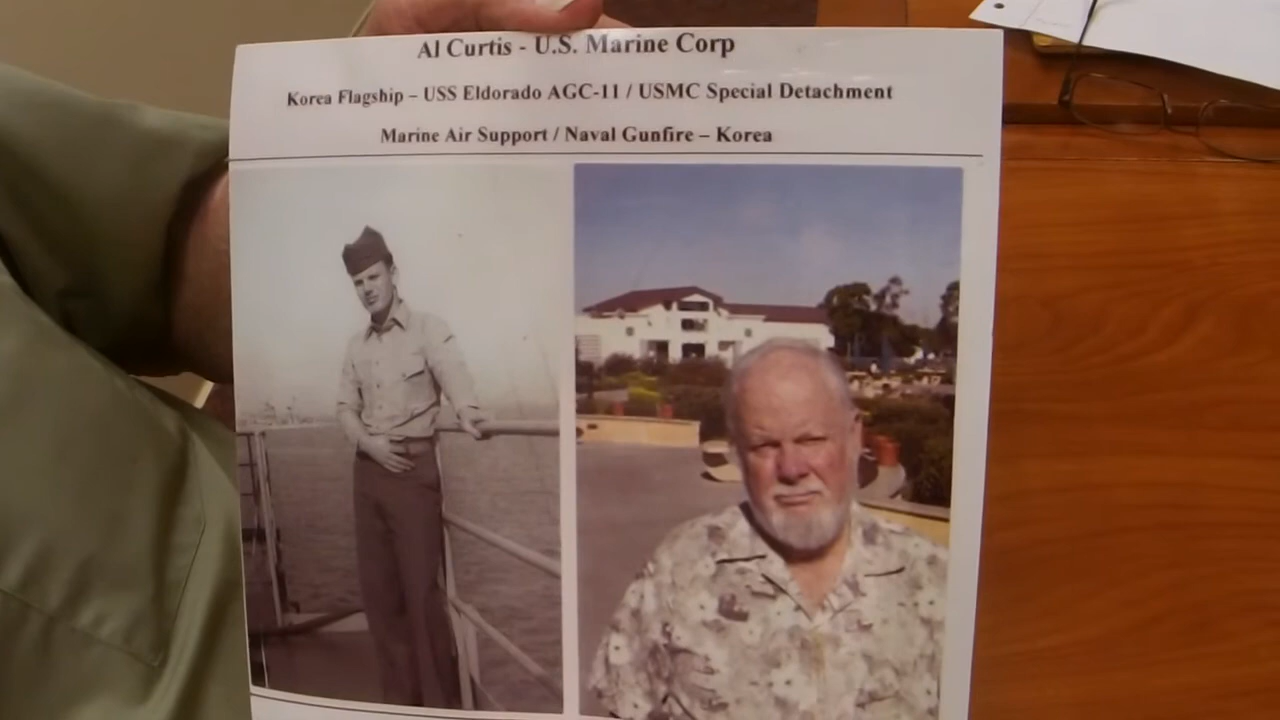 Al Curtis - U.S. Marine Corp
Korea Flagship – USS Eldorado AGC-11 / USMC Special Detachment
Marine Air Support / Naval Gunfire – Korea